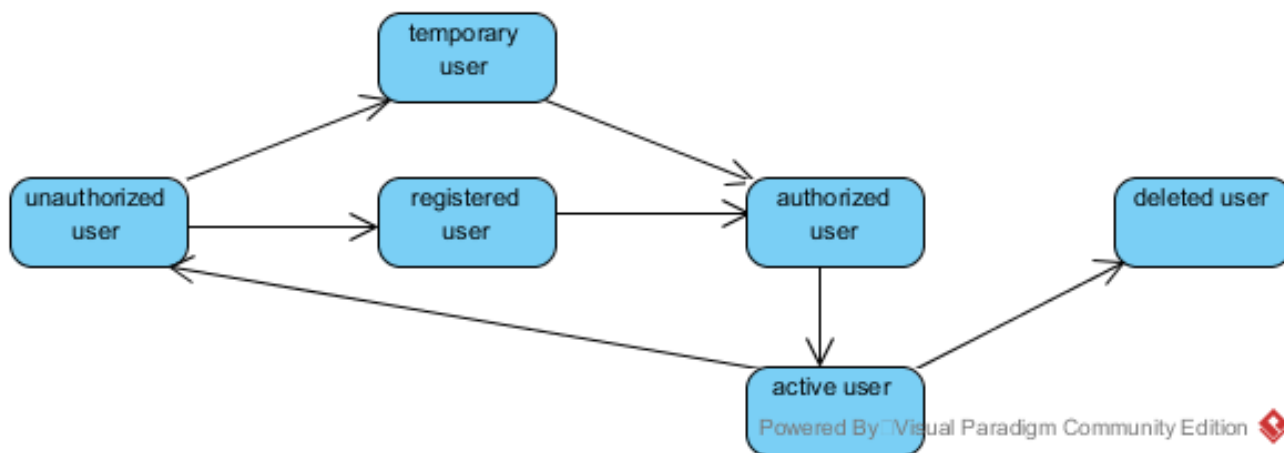 temporary
user
unauthorized
user
registered
user
authorized
user
deleted user
active user
Powered By Visual Paradigm Community Edition